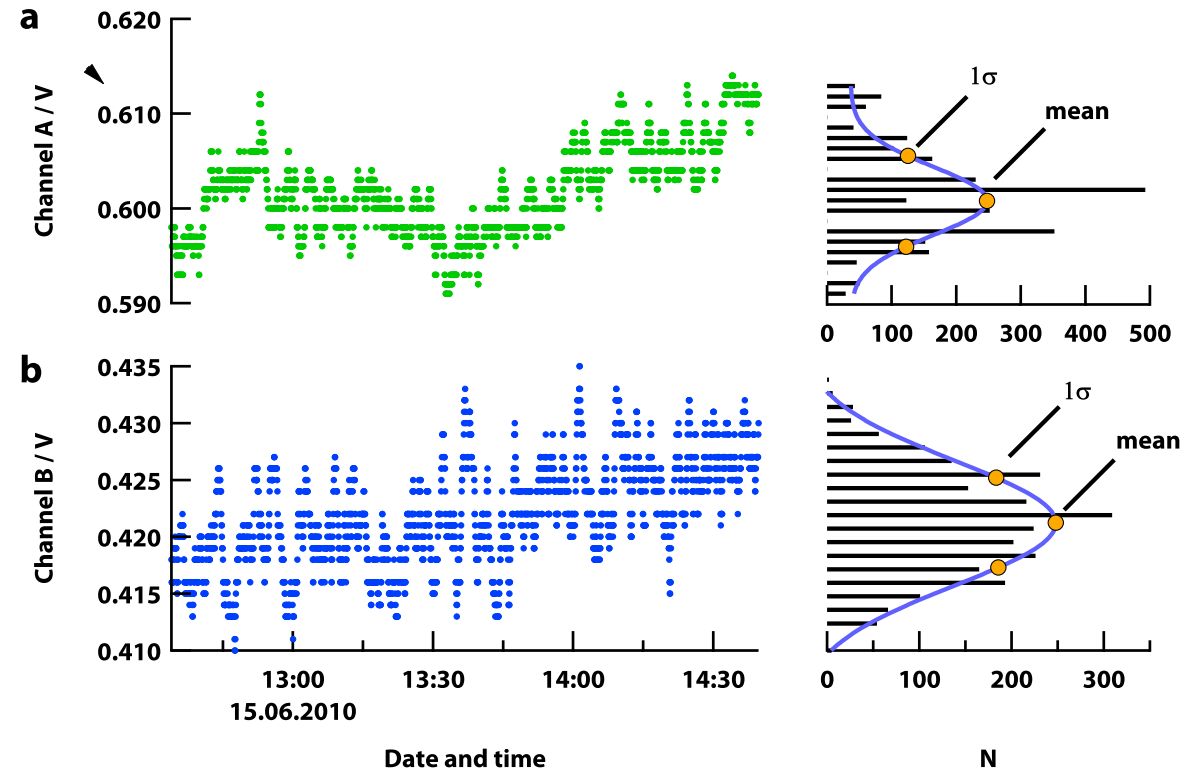 a
0.620
0.610
0.600
0.590
Channel A / V
1σ
mean
0 100 200 300 400 500
b
0.435
0.430
0.425
0.420
0.415
0.410
Channel B / V
1σ
mean
13:00 13:30 14:00 14:30
15.06.2010
0 100 200 300
Date and time
N